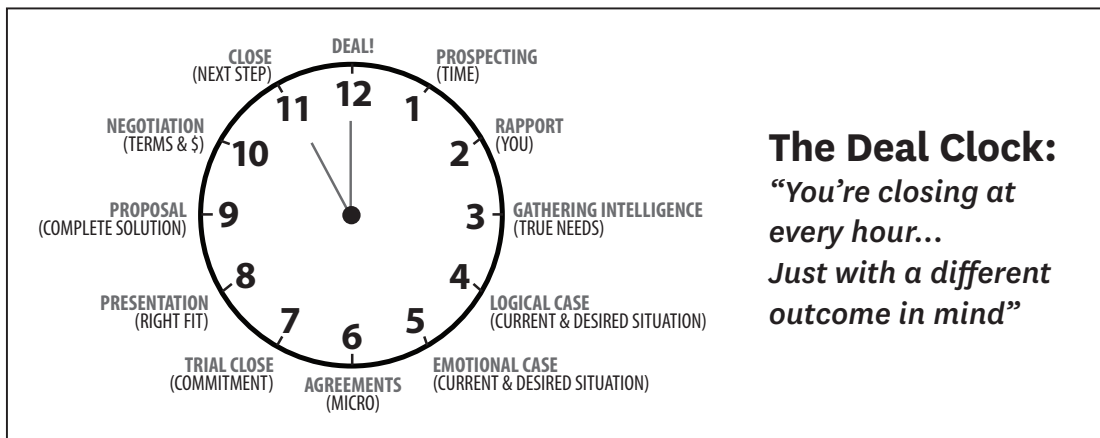 DEAL!
12
PROSPECTING
(TIME)
1
RAPPORT
(YOU)
2
GATHERING INTELLIGENCE
(TRUE NEEDS)
3
LOGICAL CASE
(CURRENT & DESIRED SITUATION)
4
EMOTIONAL CASE
(CURRENT & DESIRED SITUATION)
5
AGREEMENTS
(MICRO)
6
TRIAL CLOSE
(COMMITMENT)
7
PRESENTATION
(RIGHT FIT)
8
PROPOSAL
(COMPLETE SOLUTION)
9
NEGOTIATION
(TERMS & $)
10
CLOSE
(NEXT STEP)
11
The Deal Clock:
“You’re closing at
every hour...
Just with a different
outcome in mind”